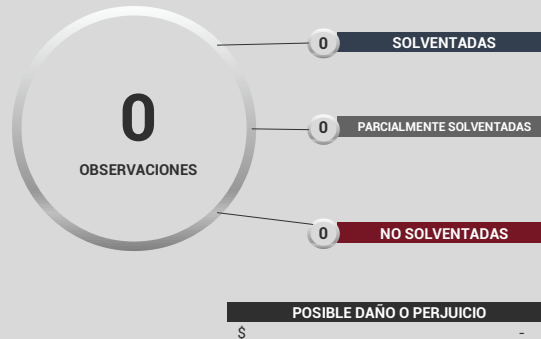 0
OBSERVACIONES
0 SOLVENTADAS
0 PARCIALMENTE SOLVENTADAS
0 NO SOLVENTADAS
POSIBLE DAÑO O PERJUICIO
$ -